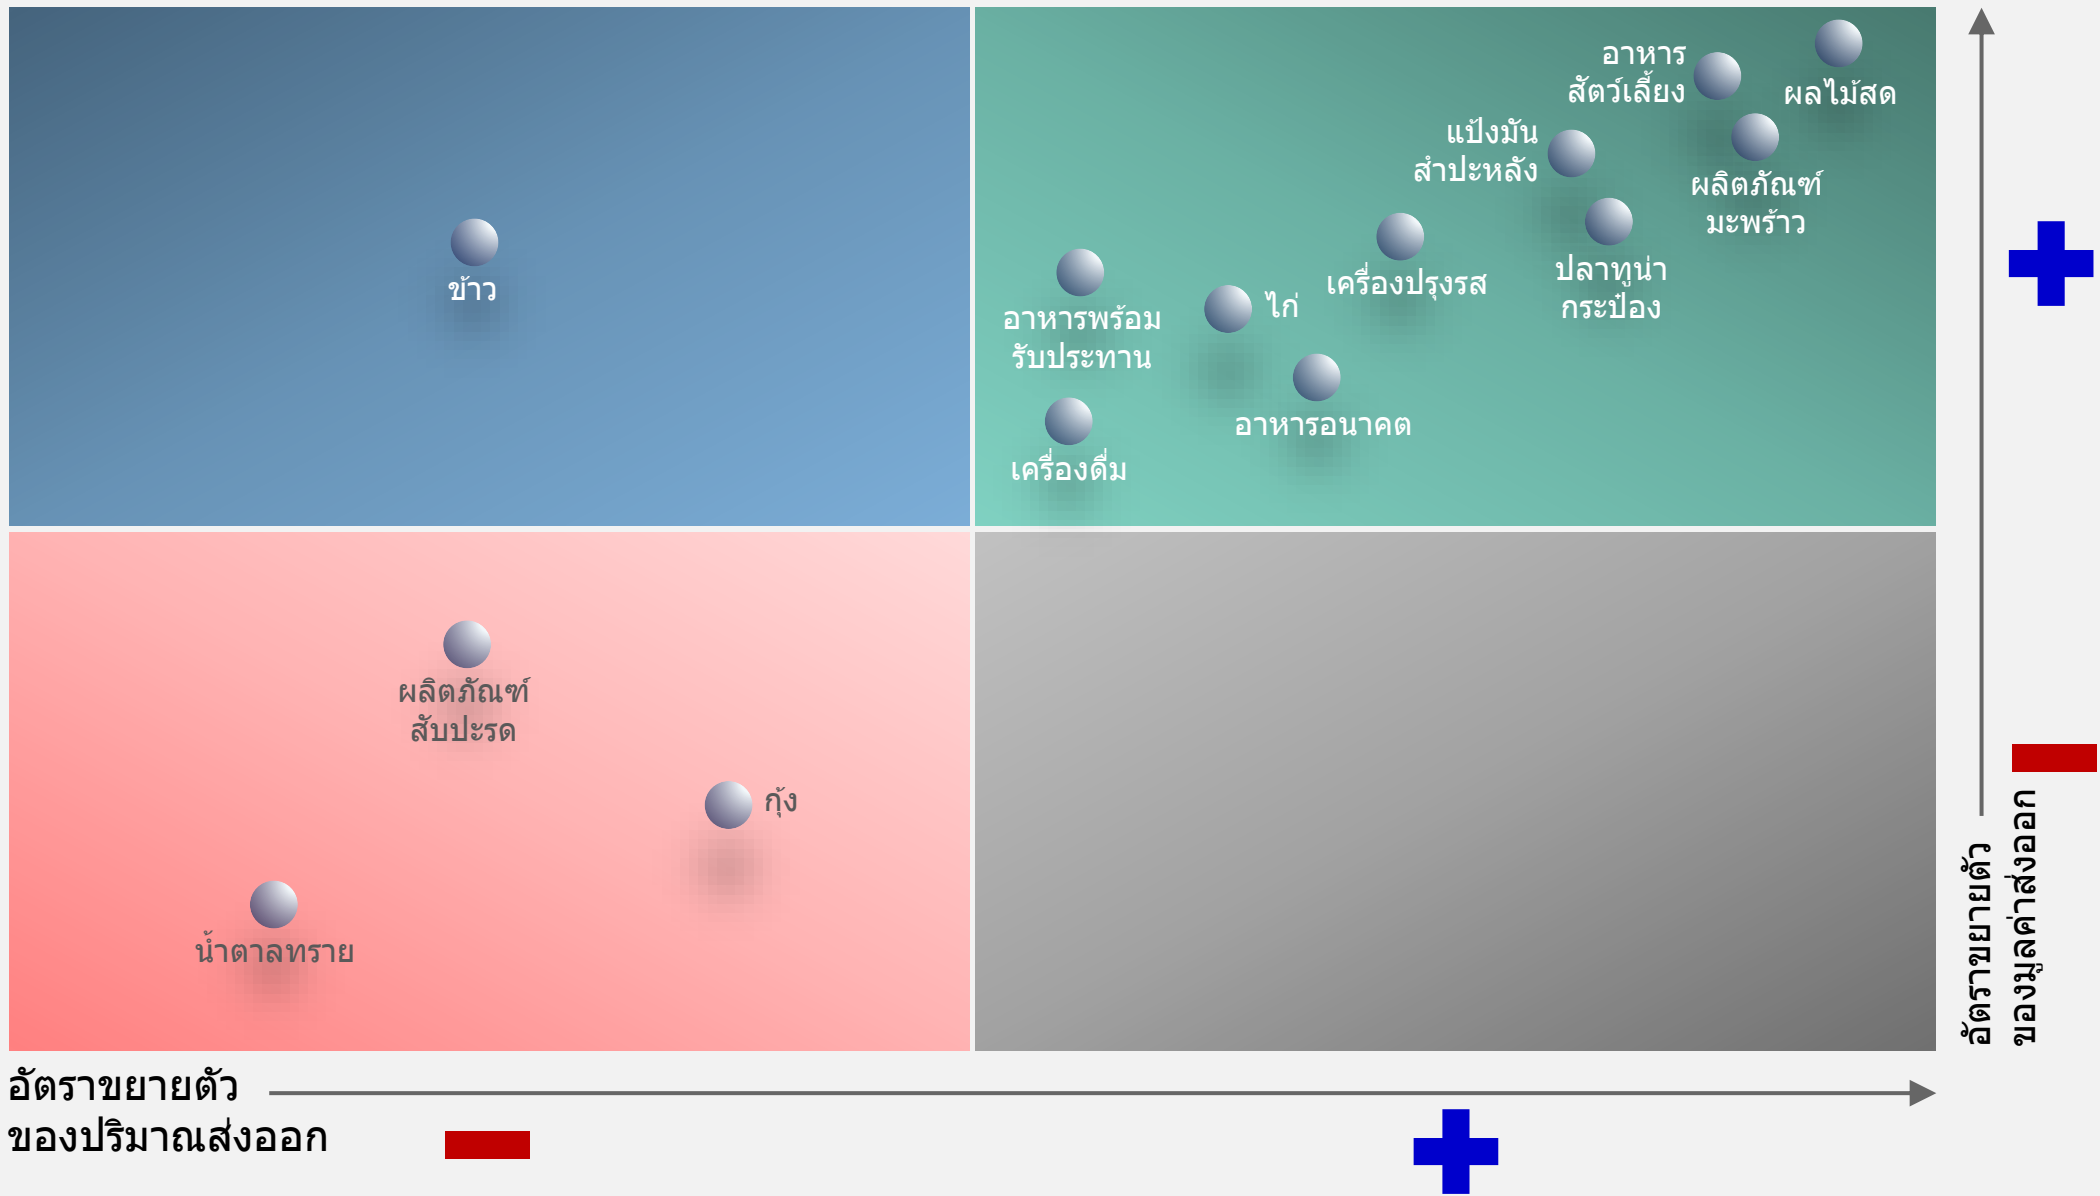 อาหาร
สัตว์เลี้ยง
ผลไม้สด
แป้งมัน
สำปะหลัง
ผลิตภัณฑ์
มะพร้าว
ข้าว
เครื่องปรุงรส
ปลาทูน่า
กระป๋อง
อาหารพร้อม
รับประทาน
ไก่
อาหารอนาคต
เครื่องดื่ม
ผลิตภัณฑ์
สับปะรด
กุ้ง
น้ำตาลทราย
อัตราขยายตัว
ของมูลค่าส่งออก
อัตราขยายตัว
ของปริมาณส่งออก